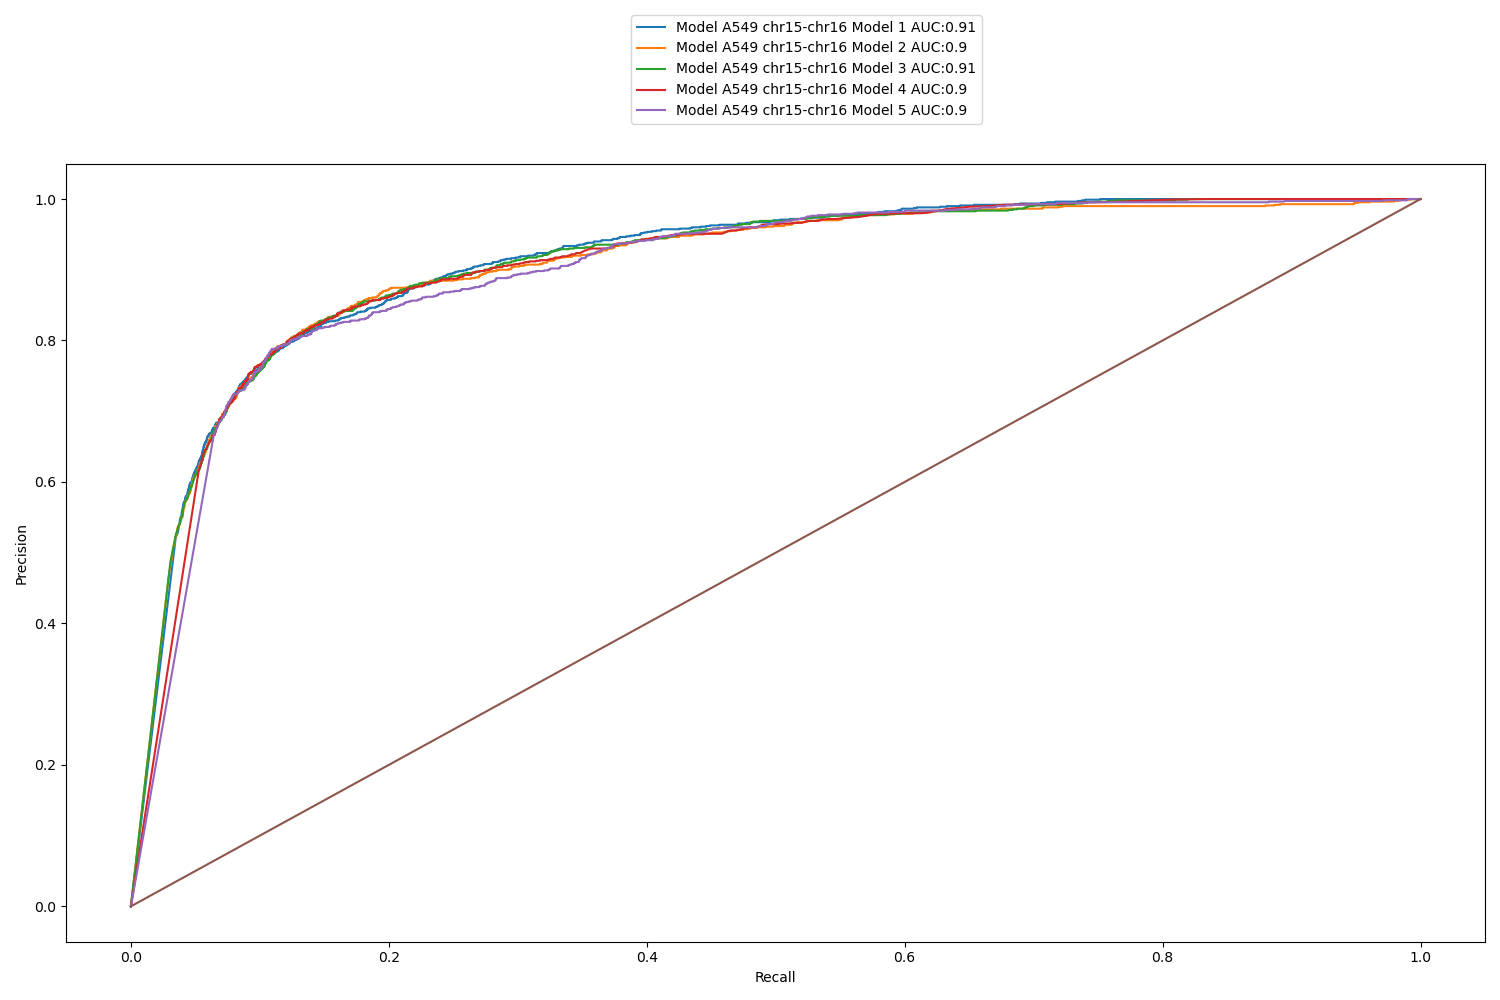 Model A549 chr15-chr16 Model 1 AUC:0.91
Model A549 chr15-chr16 Model 2 AUC:0.9
Model A549 chr15-chr16 Model 3 AUC:0.91
Model A549 chr15-chr16 Model 4 AUC:0.9
Model A549 chr15-chr16 Model 5 AUC:0.9
1.0
0.8
0.6
0.4
0.2
0.0
Precision
0.0 0.2 0.4 0.6 0.8 1.0
Recall